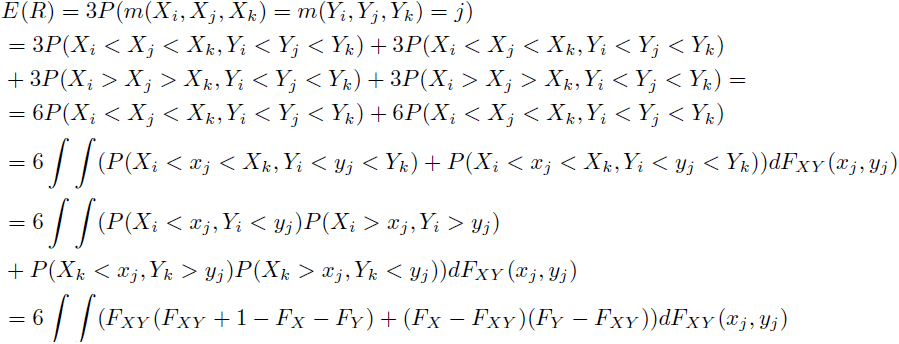 E(R) = 3P(m(X_i, X_j, X_k) = m(Y_i, Y_j, Y_k) = j)
= 3P(X_i < X_j < X_k, Y_i < Y_j < Y_k) + 3P(X_i < X_j < X_k, Y_i < Y_j < Y_k)
+ 3P(X_i > X_j > X_k, Y_i < Y_j < Y_k) + 3P(X_i > X_j > X_k, Y_i < Y_j < Y_k) =
= 6P(X_i < X_j < X_k, Y_i < Y_j < Y_k) + 6P(X_i < X_j < X_k, Y_i < Y_j < Y_k)
= 6 ∫ ∫ (P(X_i < x_j < X_k, Y_i < y_j < Y_k) + P(X_i < x_j < X_k, Y_i < y_j < Y_k))dF_{XY}(x_j, y_j)
= 6 ∫ ∫ (P(X_i < x_j, Y_i < y_j)P(X_i > x_j, Y_i > y_j)
+ P(X_k < x_j, Y_k > y_j)P(X_k > x_j, Y_k < y_j))dF_{XY}(x_j, y_j)
= 6 ∫ ∫ (F_{XY}(F_{XY} + 1 − F_X − F_Y) + (F_X − F_{XY})(F_Y − F_{XY}))dF_{XY}(x_j, y_j)